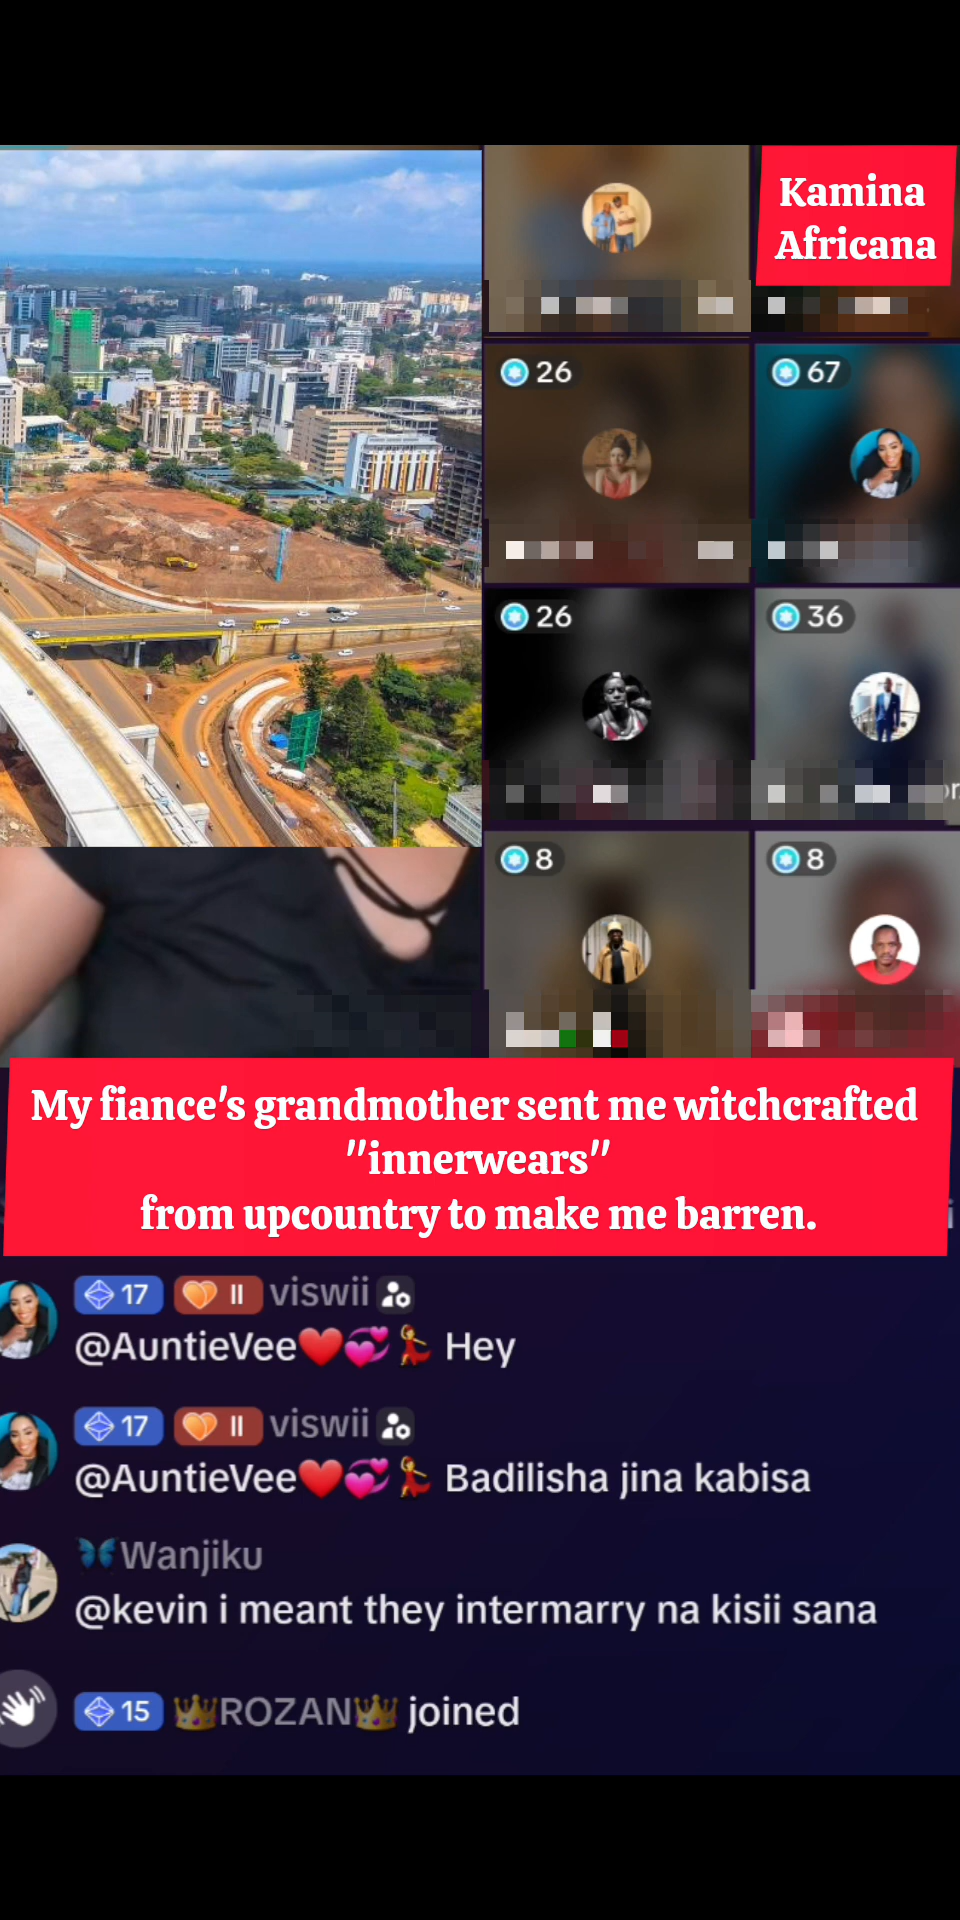 Kamina
Africana
26
67
26
36
8
8
My fiance's grandmother sent me witchcrafted
"innerwears"
from upcountry to make me barren.
17 II viswii
@AuntieVee❤️💞💃 Hey
17 II viswii
@AuntieVee❤️💞💃 Badilisha jina kabisa
🦋Wanjiku
@kevin i meant they intermarry na kisii sana
15 👑ROZAN👑 joined